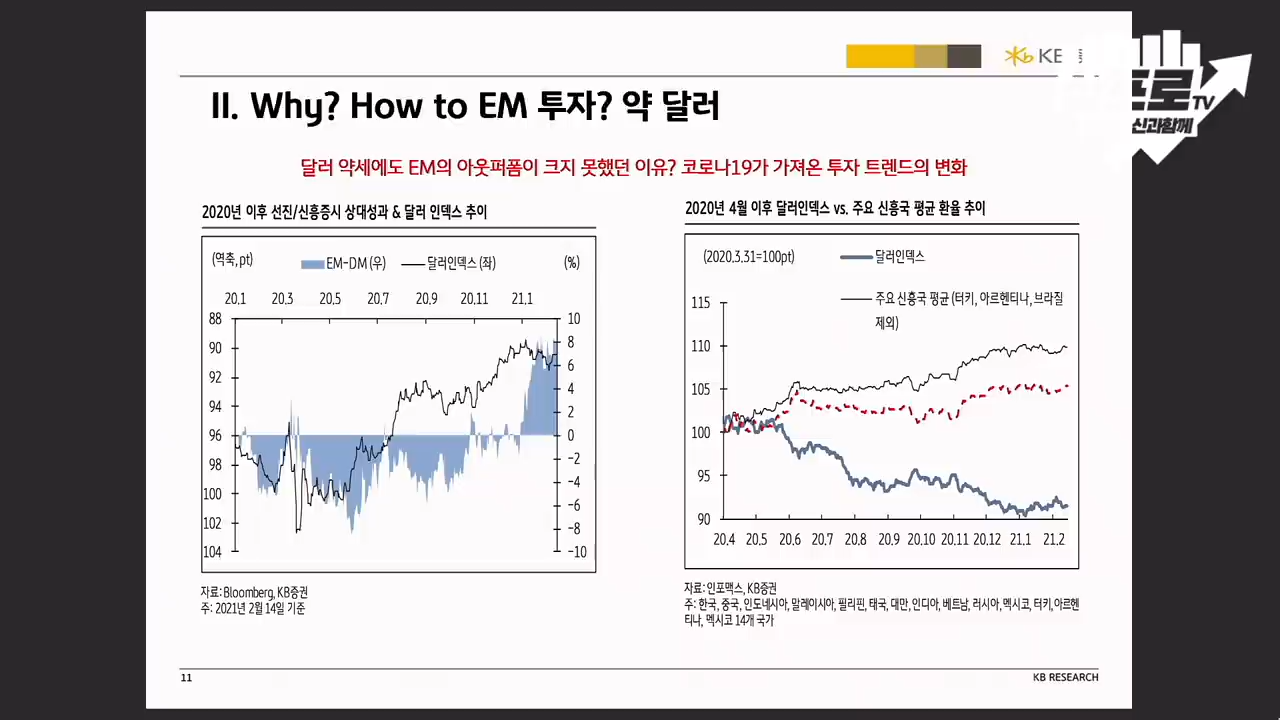 KB
프로TV
신과함께
II. Why? How to EM 투자? 약 달러
달러 약세에도 EM의 아웃퍼폼이 크지 못했던 이유? 코로나19가 가져온 투자 트렌드의 변화
2020년 이후 선진/신흥증시 상대성과 & 달러 인덱스 추이
(역축, pt)
EM-DM (우)
달러인덱스 (좌)
(%)
20.1 20.3 20.5 20.7 20.9 20.11 21.1
88 10
90 8
92 6
4
94 2
96 0
98 -2
-4
100 -6
102 -8
104 -10
자료: Bloomberg, KB증권
주: 2021년 2월 14일 기준
2020년 4월 이후 달러인덱스 vs. 주요 신흥국 평균 환율 추이
(2020.3.31=100pt)
달러인덱스
주요 신흥국 평균 (터키, 아르헨티나, 브라질
제외)
115
110
105
100
95
90
20.4 20.5 20.6 20.7 20.8 20.9 20.10 20.11 20.12 21.1 21.2
자료: 인포맥스, KB증권
주: 한국, 중국, 인도네시아, 말레이시아, 필리핀, 태국, 대만, 인디아, 베트남, 러시아, 멕시코, 터키, 아르헨
티나, 멕시코 14개 국가
11
KB RESEARCH